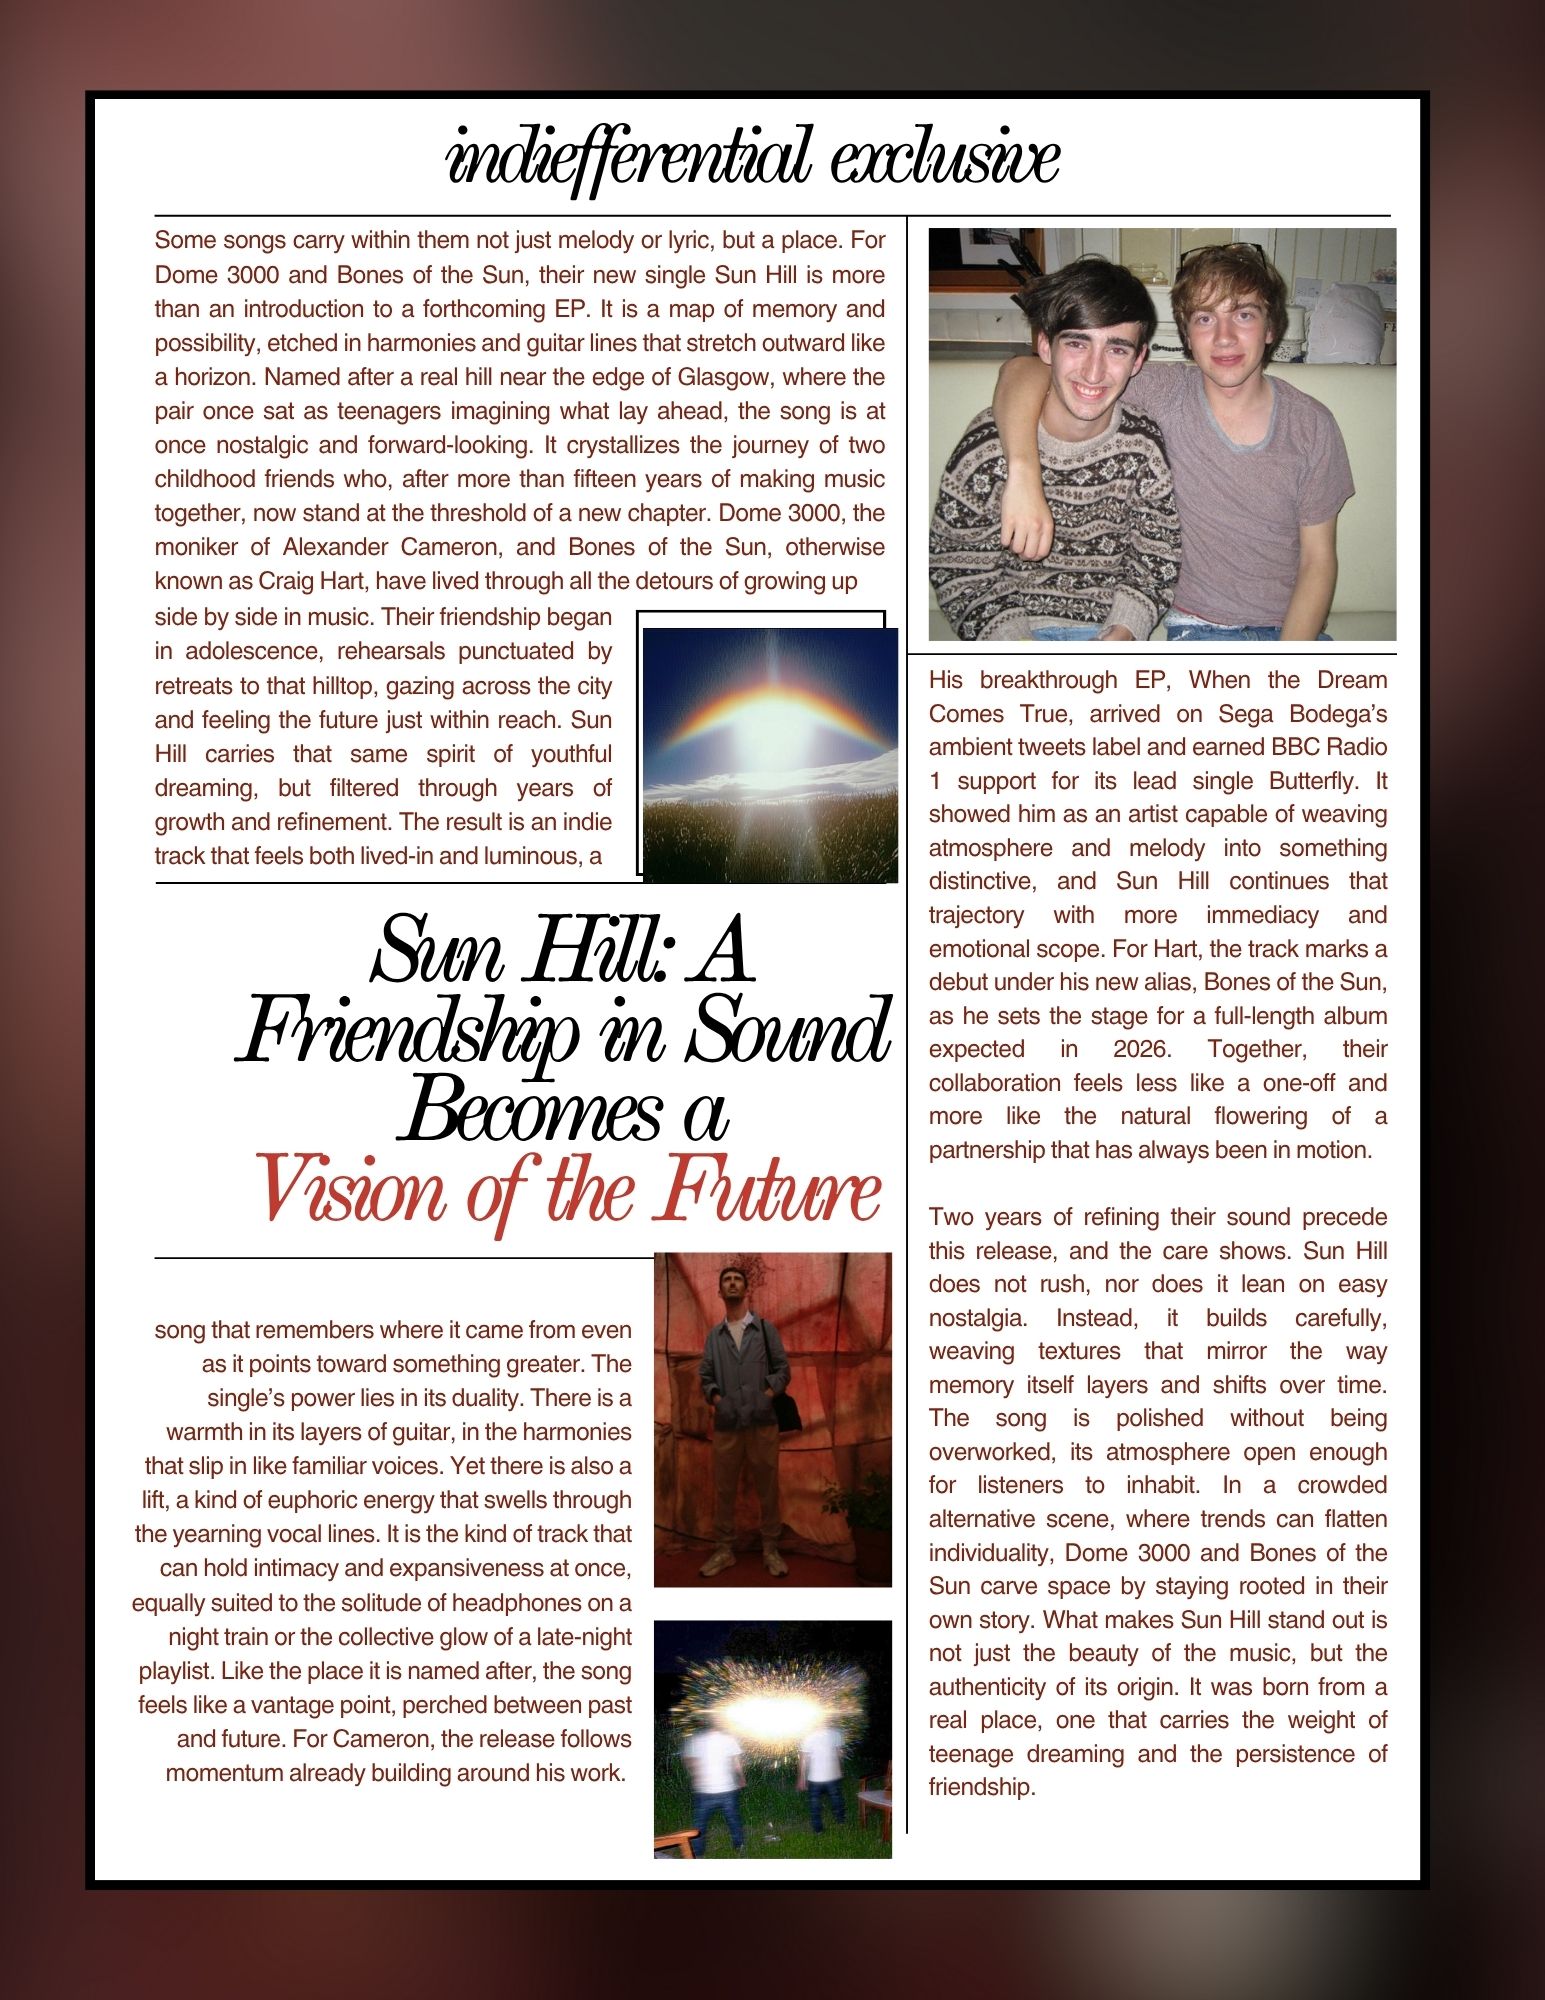 indiefferential exclusive
Some songs carry within them not just melody or lyric, but a place. For
Dome 3000 and Bones of the Sun, their new single Sun Hill is more
than an introduction to a forthcoming EP. It is a map of memory and
possibility, etched in harmonies and guitar lines that stretch outward like
a horizon. Named after a real hill near the edge of Glasgow, where the
pair once sat as teenagers imagining what lay ahead, the song is at
once nostalgic and forward-looking. It crystallizes the journey of two
childhood friends who, after more than fifteen years of making music
together, now stand at the threshold of a new chapter. Dome 3000, the
moniker of Alexander Cameron, and Bones of the Sun, otherwise
known as Craig Hart, have lived through all the detours of growing up
side by side in music. Their friendship began
in adolescence, rehearsals punctuated by
retreats to that hilltop, gazing across the city
and feeling the future just within reach. Sun
Hill carries that same spirit of youthful
dreaming, but filtered through years of
growth and refinement. The result is an indie
track that feels both lived-in and luminous, a
Sun Hill: A
Friendship in Sound
Becomes a
Vision of the Future
song that remembers where it came from even
as it points toward something greater. The
single’s power lies in its duality. There is a
warmth in its layers of guitar, in the harmonies
that slip in like familiar voices. Yet there is also a
lift, a kind of euphoric energy that swells through
the yearning vocal lines. It is the kind of track that
can hold intimacy and expansiveness at once,
equally suited to the solitude of headphones on a
night train or the collective glow of a late-night
playlist. Like the place it is named after, the song
feels like a vantage point, perched between past
and future. For Cameron, the release follows
momentum already building around his work.
His breakthrough EP, When the Dream
Comes True, arrived on Sega Bodega’s
ambient tweets label and earned BBC Radio
1 support for its lead single Butterfly. It
showed him as an artist capable of weaving
atmosphere and melody into something
distinctive, and Sun Hill continues that
trajectory with more immediacy and
emotional scope. For Hart, the track marks a
debut under his new alias, Bones of the Sun,
as he sets the stage for a full-length album
expected in 2026. Together, their
collaboration feels less like a one-off and
more like the natural flowering of a
partnership that has always been in motion.
Two years of refining their sound precede
this release, and the care shows. Sun Hill
does not rush, nor does it lean on easy
nostalgia. Instead, it builds carefully,
weaving textures that mirror the way
memory itself layers and shifts over time.
The song is polished without being
overworked, its atmosphere open enough
for listeners to inhabit. In a crowded
alternative scene, where trends can flatten
individuality, Dome 3000 and Bones of the
Sun carve space by staying rooted in their
own story. What makes Sun Hill stand out is
not just the beauty of the music, but the
authenticity of its origin. It was born from a
real place, one that carries the weight of
teenage dreaming and the persistence of
friendship.